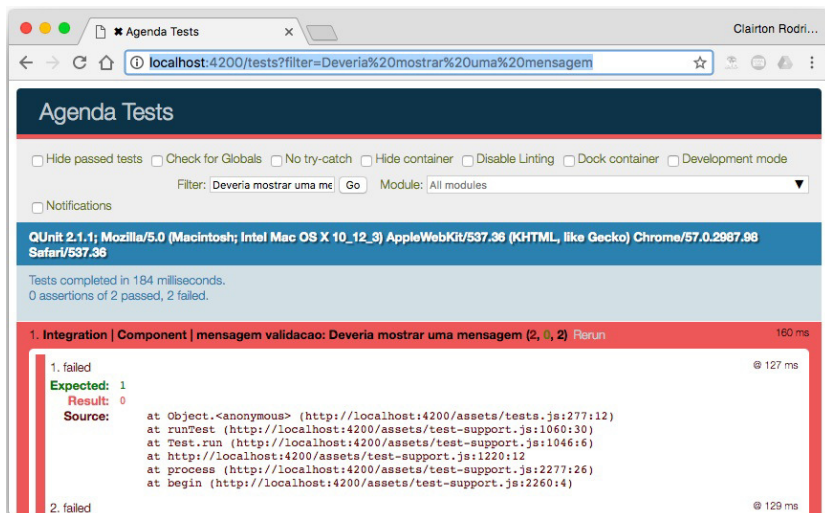 ✖ Agenda Tests
Clairton Rodri...
localhost:4200/tests?filter=Deveria%20mostrar%20uma%20mensagem
Agenda Tests
Hide passed tests Check for Globals No try-catch Hide container Disable Linting Dock container Development mode
Filter: Deveria mostrar uma me Go Module: All modules
Notifications
QUnit 2.1.1; Mozilla/5.0 (Macintosh; Intel Mac OS X 10_12_3) AppleWebKit/537.36 (KHTML, like Gecko) Chrome/57.0.2987.98
Safari/537.36
Tests completed in 184 milliseconds.
0 assertions of 2 passed, 2 failed.
1. Integration | Component | mensagem validacao: Deveria mostrar uma mensagem (2, 0, 2) Rerun 160 ms
1. failed @ 127 ms
Expected: 1
Result: 0
Source: at Object.<anonymous> (http://localhost:4200/assets/tests.js:277:12)
at runTest (http://localhost:4200/assets/test-support.js:1060:30)
at Test.run (http://localhost:4200/assets/test-support.js:1046:6)
at http://localhost:4200/assets/test-support.js:1220:12
at process (http://localhost:4200/assets/test-support.js:2277:26)
at begin (http://localhost:4200/assets/test-support.js:2260:4)
2. failed @ 129 ms